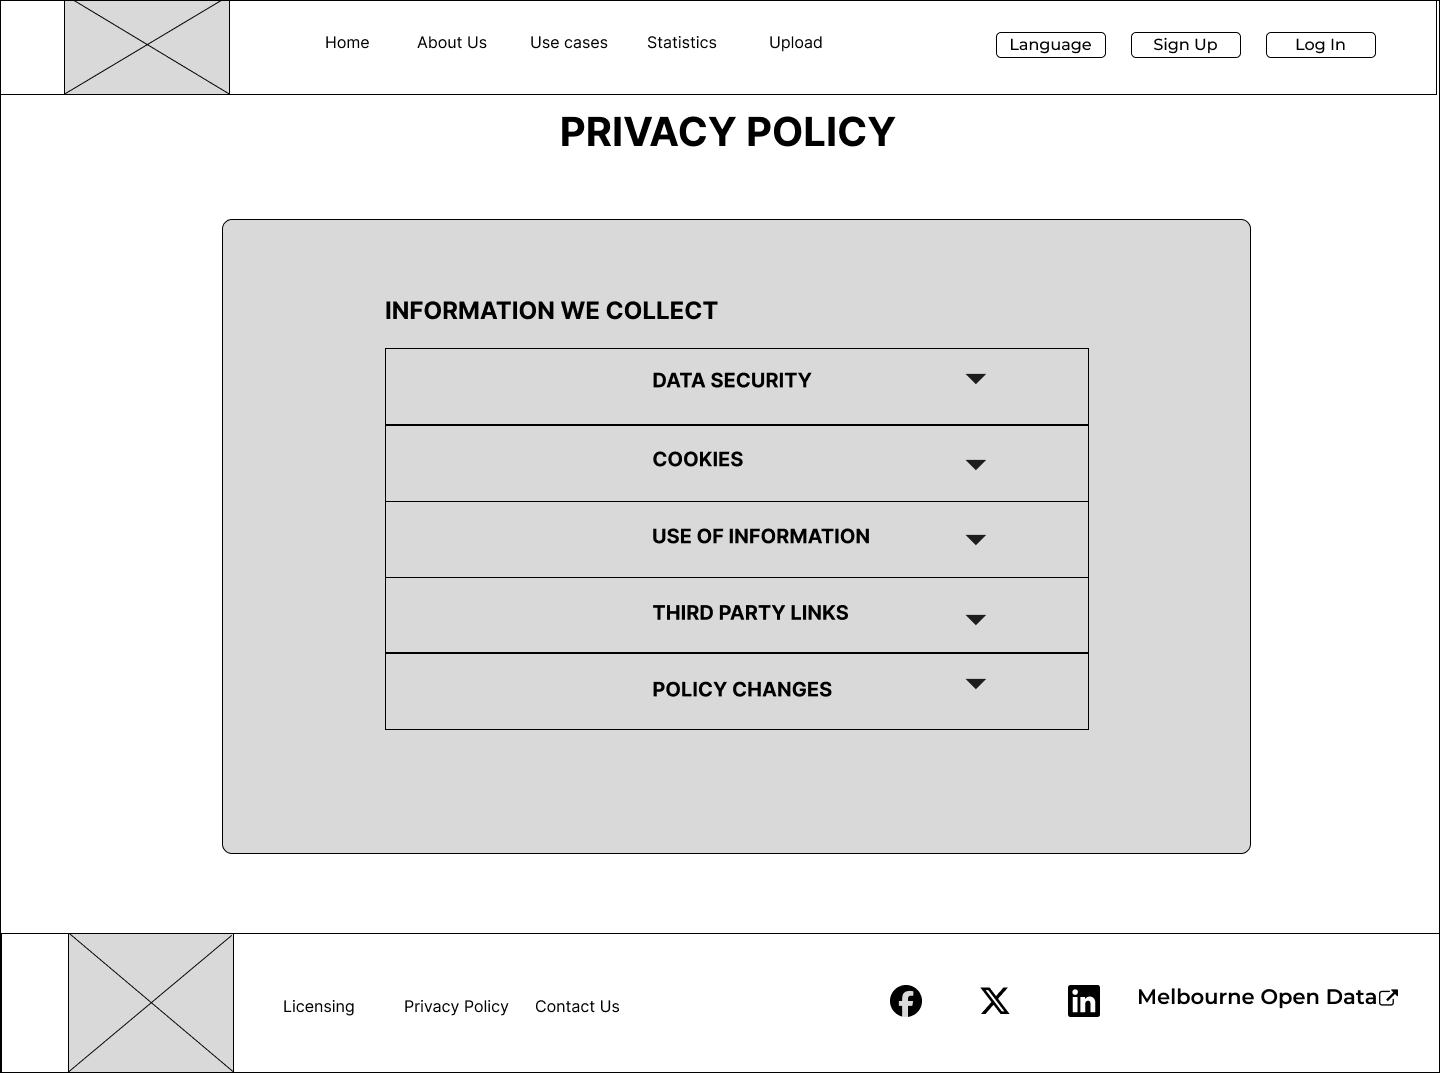 Home About Us Use cases Statistics Upload Language Sign Up Log In
PRIVACY POLICY
INFORMATION WE COLLECT
DATA SECURITY
COOKIES
USE OF INFORMATION
THIRD PARTY LINKS
POLICY CHANGES
Licensing Privacy Policy Contact Us Melbourne Open Data